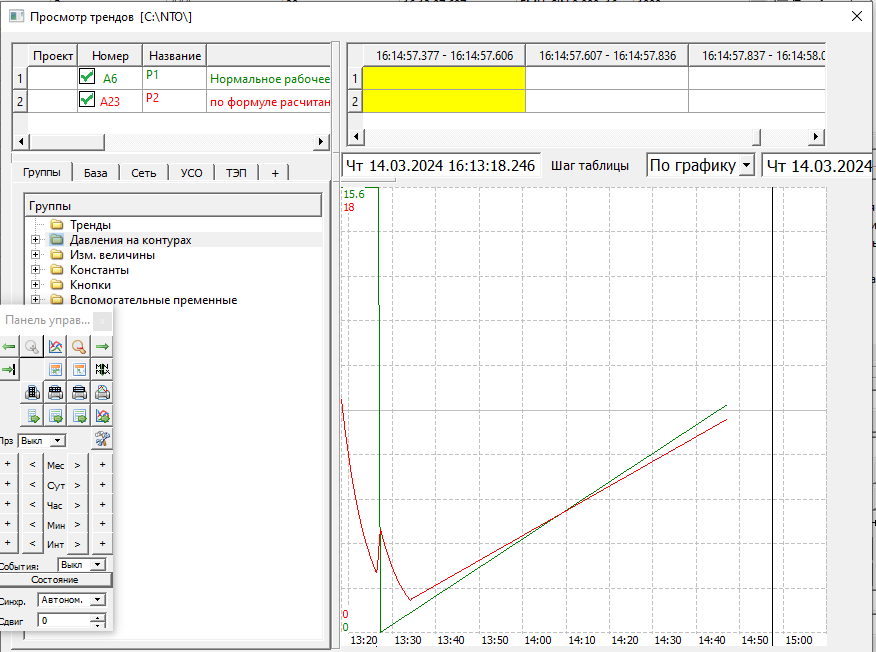 Просмотр трендов [C:\NTO\]
Проект Номер Название
1 A6 P1 Нормальное рабочее
2 A23 P2 по формуле расчитан
16:14:57.377 - 16:14:57.606 16:14:57.607 - 16:14:57.836 16:14:57.837 - 16:14:58.0
1
2
Чт 14.03.2024 16:13:18.246 Шаг таблицы По графику Чт 14.03.2024
Группы База Сеть УСО ТЭП +
Группы
Тренды
Давления на контурах
Изм. величины
Константы
Кнопки
Вспомогательные пременные
Панель управ...
MIN
MAX
Прз Выкл
+ < Мес > +
+ < Сут > +
+ < Час > +
+ < Мин > +
+ < Инт > +
События: Выкл
Состояние
Синхр. Автоном.
Сдвиг 0
15.6
18
0
0
13:20 13:30 13:40 13:50 14:00 14:10 14:20 14:30 14:40 14:50 15:00